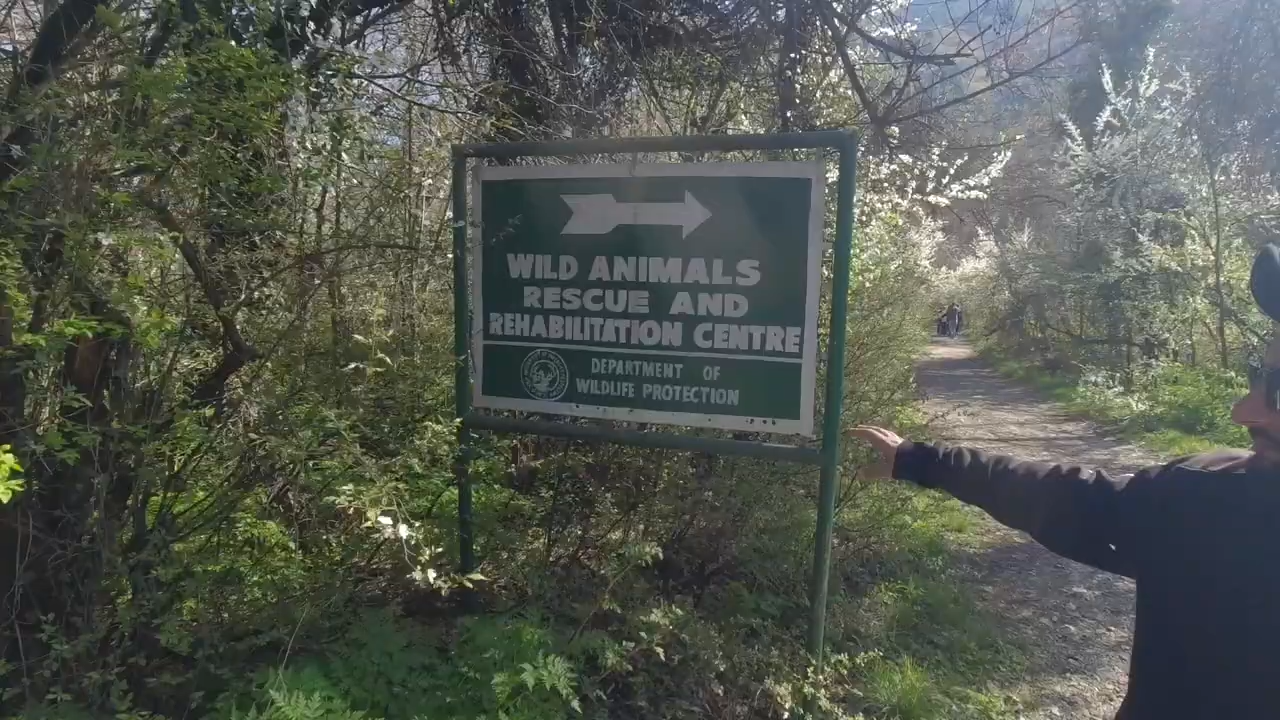 WILD ANIMALS
RESCUE AND
REHABILITATION CENTRE
DEPARTMENT OF
WILDLIFE PROTECTION